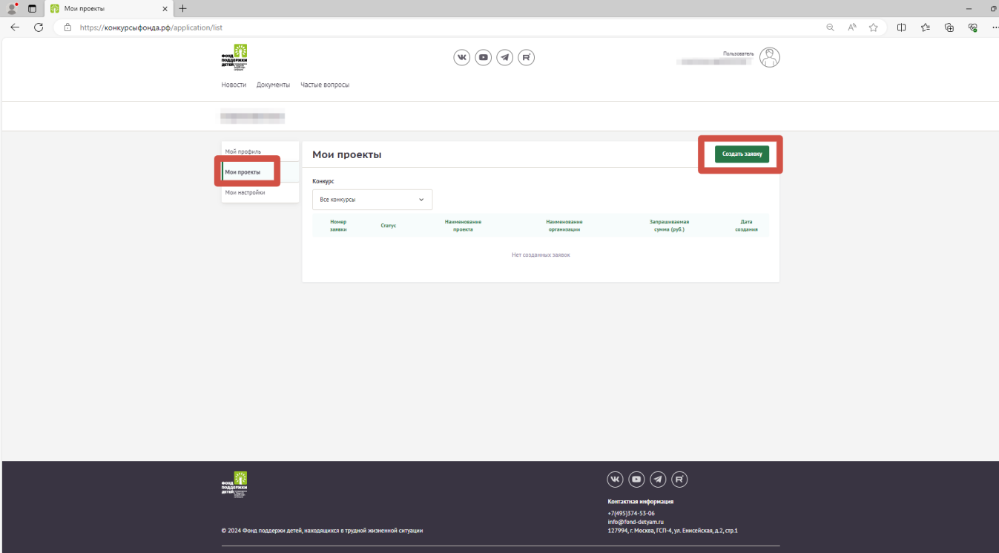 Мои проекты
https://конкурсыфонда.рф/application/list
ФОНД
ПОДДЕРЖКИ
ДЕТЕЙ
Пользователь
Новости Документы Частые вопросы
Мой профиль
Мои проекты
Мои настройки
Мои проекты
Создать заявку
Конкурс
Все конкурсы
Номер заявки
Статус
Наименование проекта
Наименование организации
Запрашиваемая сумма (руб.)
Дата создания
Нет созданных заявок
ФОНД
ПОДДЕРЖКИ
ДЕТЕЙ
Контактная информация
+7(495)374-53-06
info@fond-detyam.ru
127994, г. Москва, ГСП-4, ул. Енисейская, д.2, стр.1
© 2024 Фонд поддержи детей, находящихся в трудной жизненной ситуации